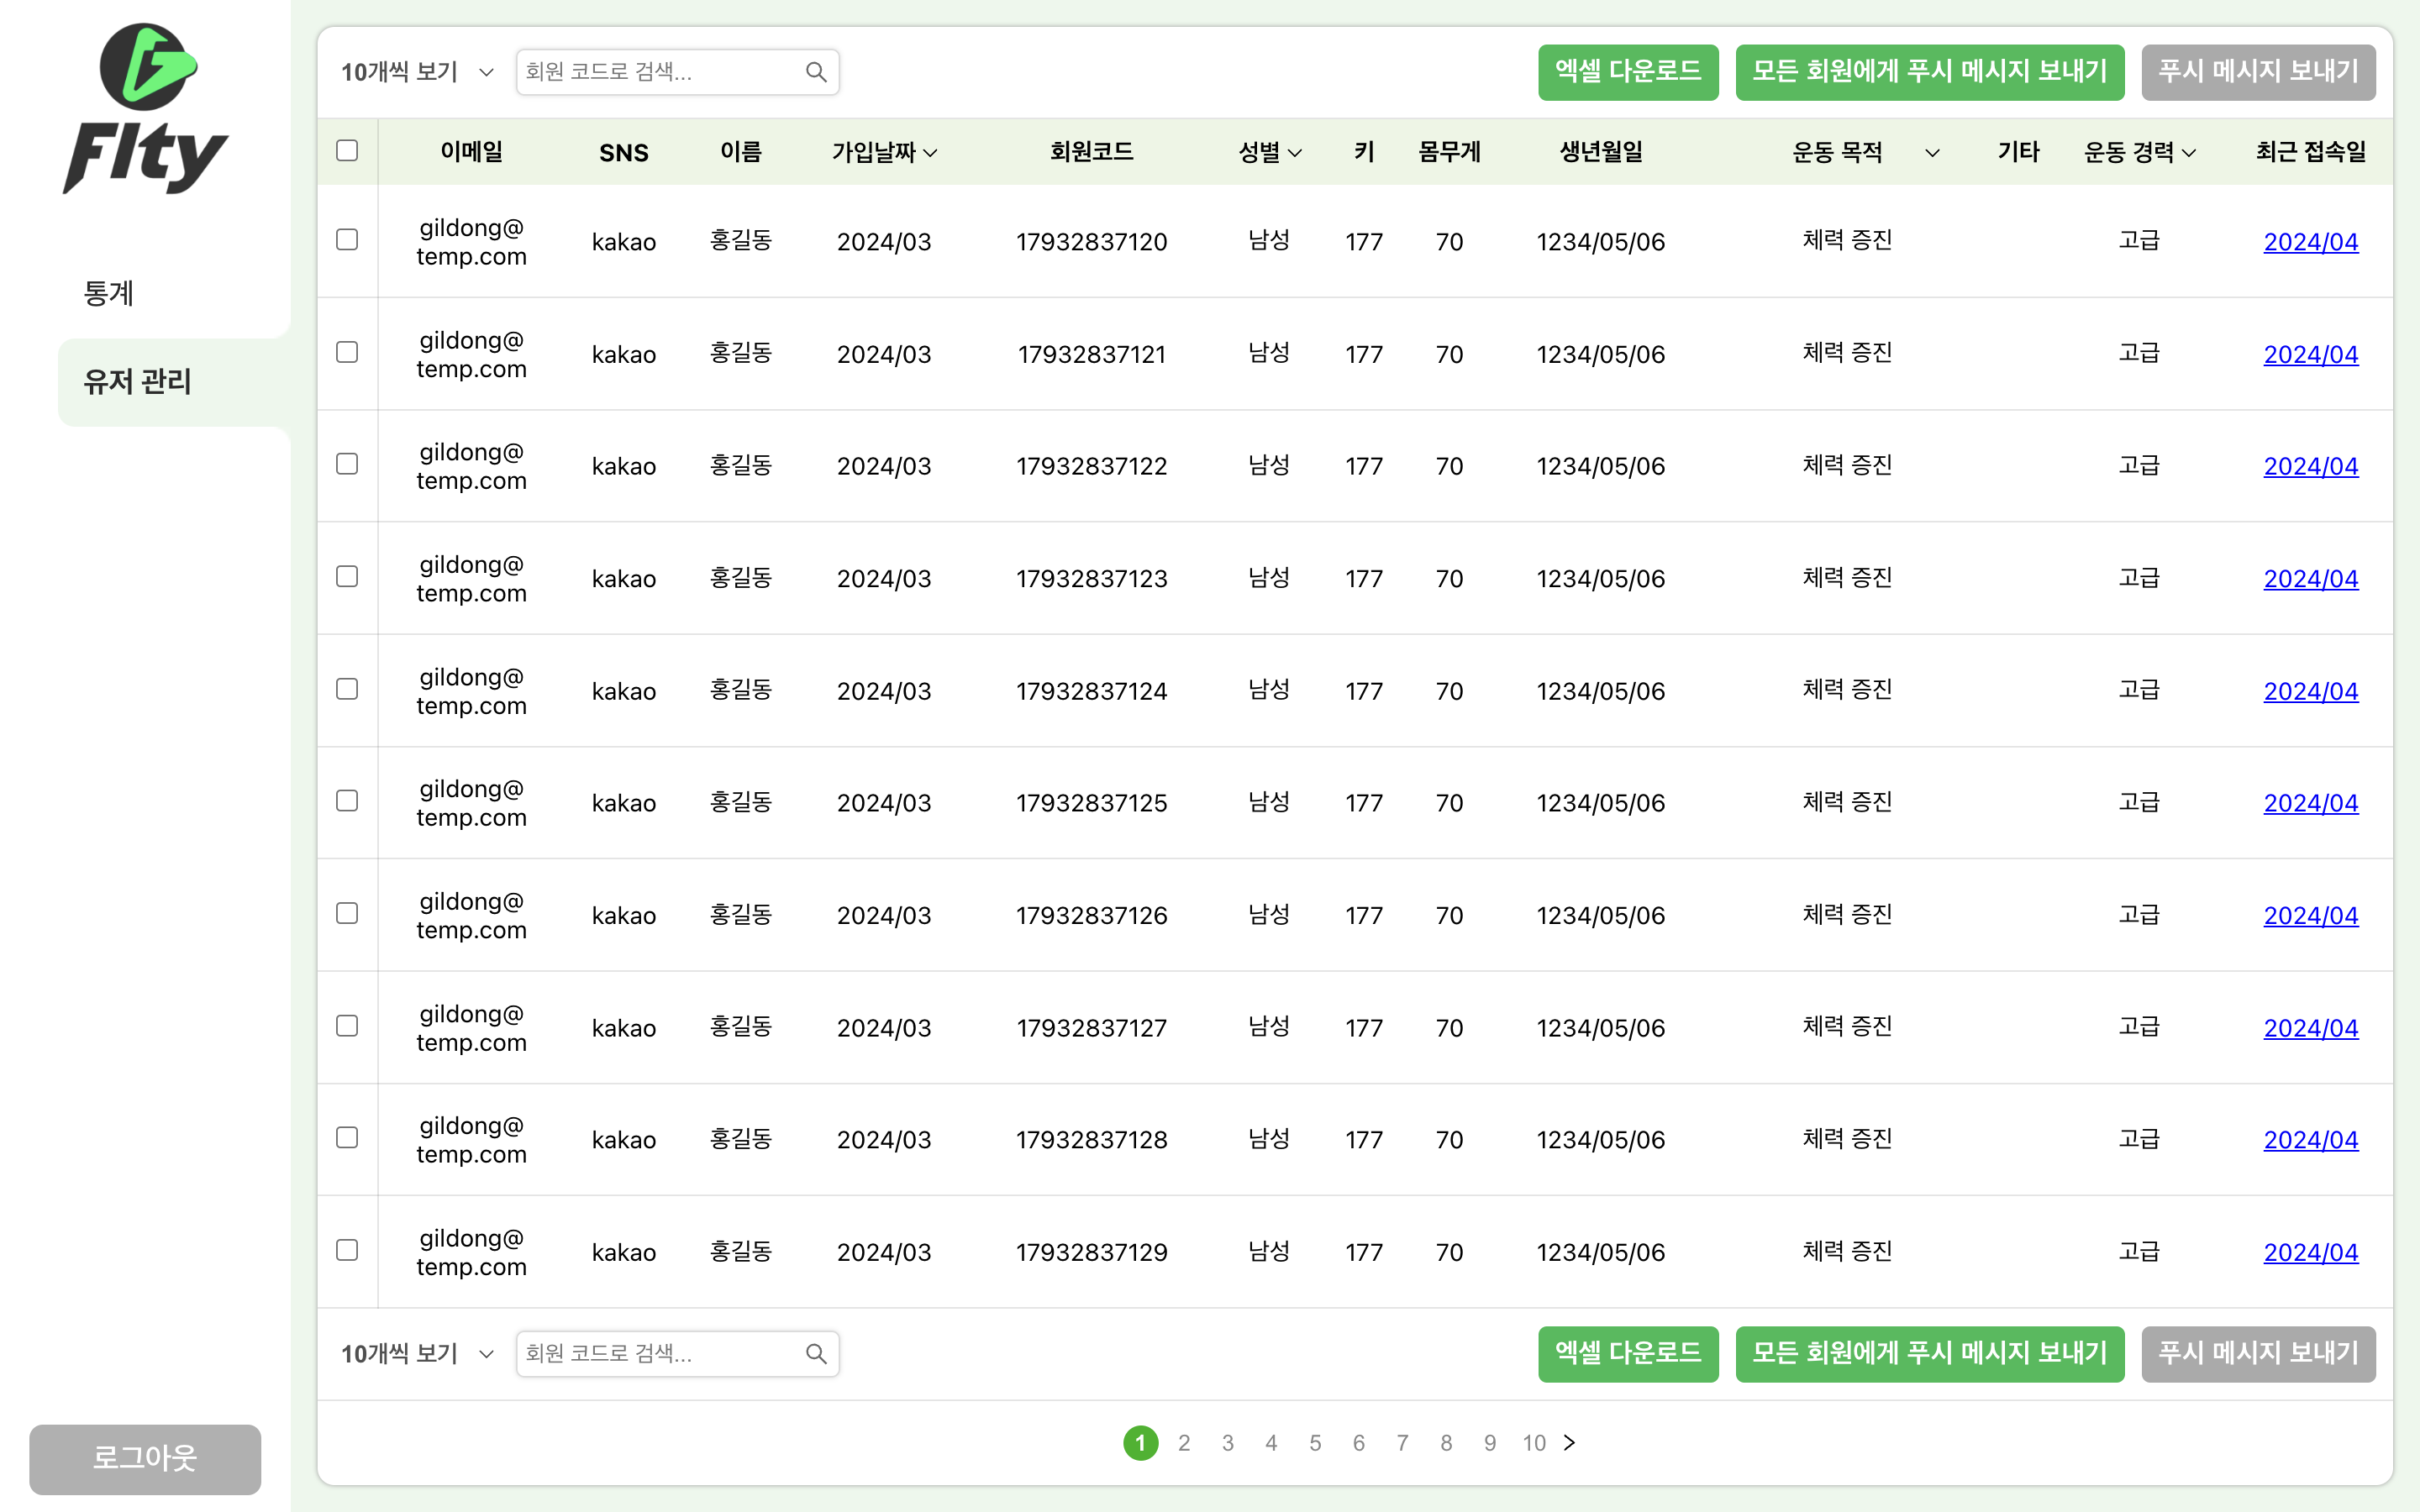 FIty
통계
유저 관리
로그아웃
10개씩 보기 회원 코드로 검색... 엑셀 다운로드 모든 회원에게 푸시 메시지 보내기 푸시 메시지 보내기
이메일 SNS 이름 가입날짜 회원코드 성별 키 몸무게 생년월일 운동 목적 기타 운동 경력 최근 접속일
gildong@
temp.com kakao 홍길동 2024/03 17932837120 남성 177 70 1234/05/06 체력 증진 고급 2024/04
gildong@
temp.com kakao 홍길동 2024/03 17932837121 남성 177 70 1234/05/06 체력 증진 고급 2024/04
gildong@
temp.com kakao 홍길동 2024/03 17932837122 남성 177 70 1234/05/06 체력 증진 고급 2024/04
gildong@
temp.com kakao 홍길동 2024/03 17932837123 남성 177 70 1234/05/06 체력 증진 고급 2024/04
gildong@
temp.com kakao 홍길동 2024/03 17932837124 남성 177 70 1234/05/06 체력 증진 고급 2024/04
gildong@
temp.com kakao 홍길동 2024/03 17932837125 남성 177 70 1234/05/06 체력 증진 고급 2024/04
gildong@
temp.com kakao 홍길동 2024/03 17932837126 남성 177 70 1234/05/06 체력 증진 고급 2024/04
gildong@
temp.com kakao 홍길동 2024/03 17932837127 남성 177 70 1234/05/06 체력 증진 고급 2024/04
gildong@
temp.com kakao 홍길동 2024/03 17932837128 남성 177 70 1234/05/06 체력 증진 고급 2024/04
gildong@
temp.com kakao 홍길동 2024/03 17932837129 남성 177 70 1234/05/06 체력 증진 고급 2024/04
10개씩 보기 회원 코드로 검색... 엑셀 다운로드 모든 회원에게 푸시 메시지 보내기 푸시 메시지 보내기
1 2 3 4 5 6 7 8 9 10